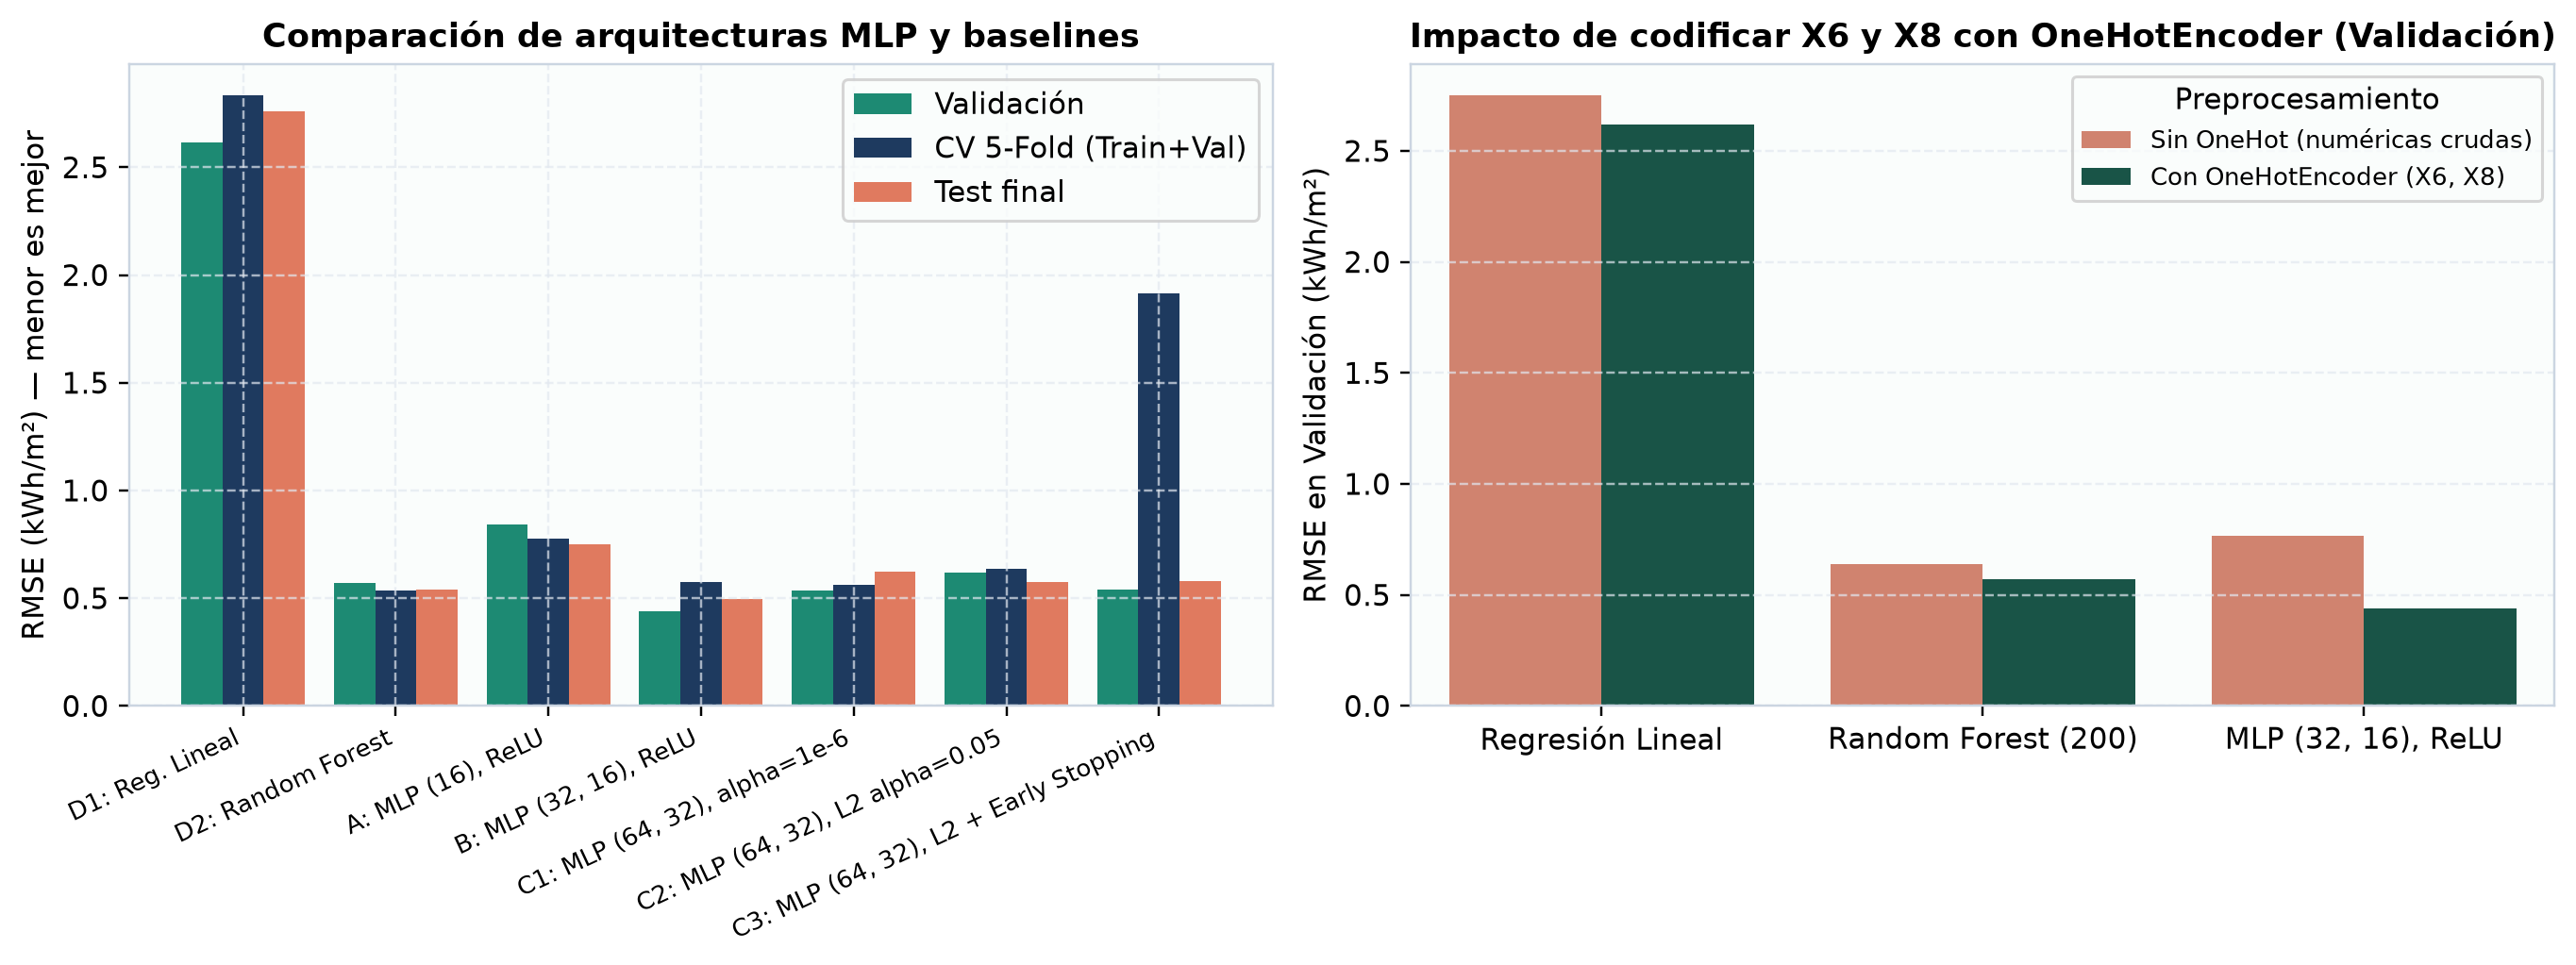 Comparación de arquitecturas MLP y baselines
RMSE (kWh/m²) — menor es mejor
2.5
2.0
1.5
1.0
0.5
0.0
Validación
CV 5-Fold (Train+Val)
Test final
D1: Reg. Lineal
D2: Random Forest
A: MLP (16), ReLU
B: MLP (32, 16), ReLU
C1: MLP (64, 32), alpha=1e-6
C2: MLP (64, 32), L2 alpha=0.05
C3: MLP (64, 32), L2 + Early Stopping
Impacto de codificar X6 y X8 con OneHotEncoder (Validación)
RMSE en Validación (kWh/m²)
2.5
2.0
1.5
1.0
0.5
0.0
Preprocesamiento
Sin OneHot (numéricas crudas)
Con OneHotEncoder (X6, X8)
Regresión Lineal
Random Forest (200)
MLP (32, 16), ReLU